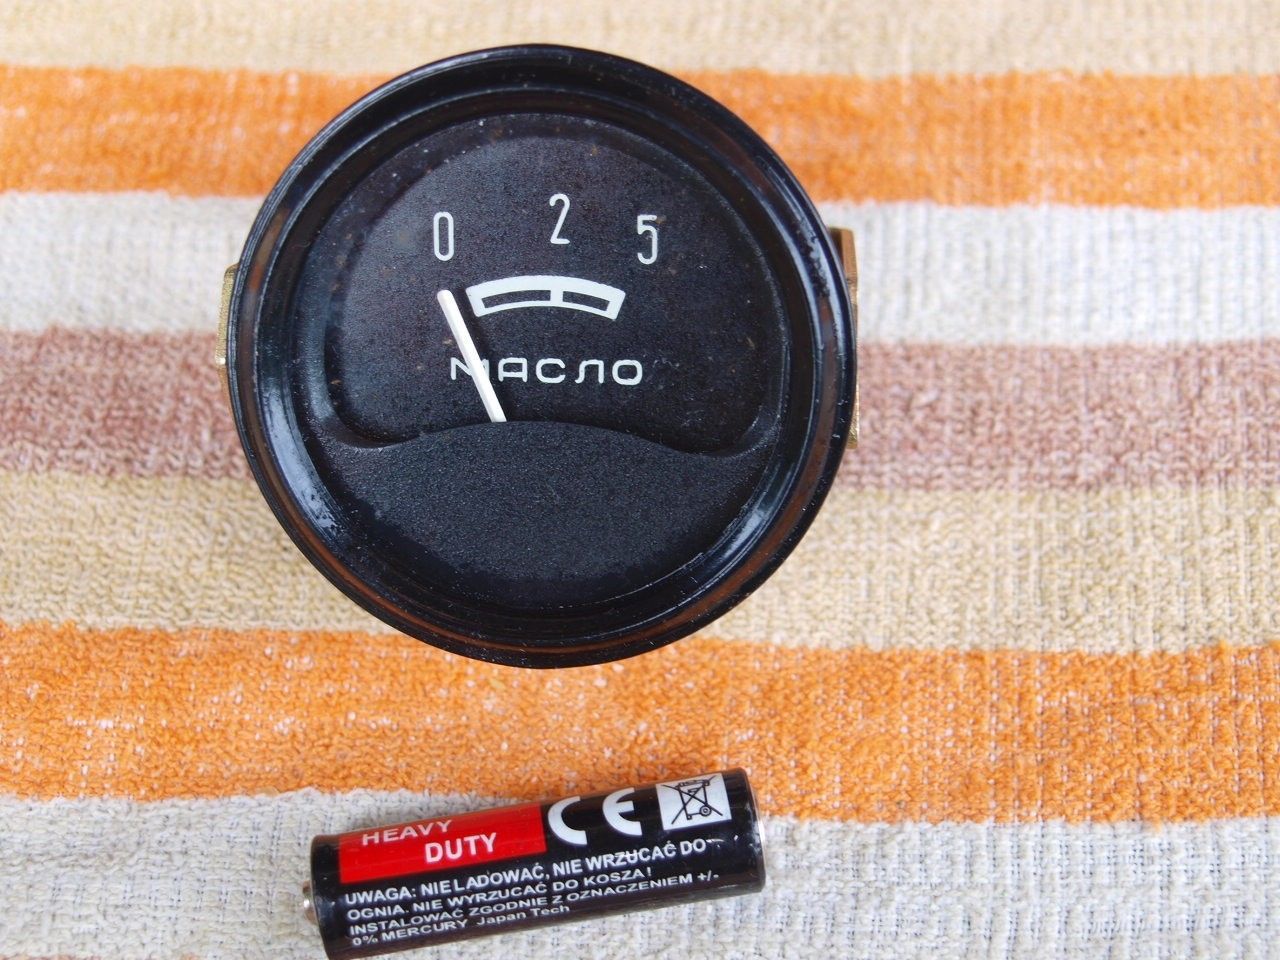 0 2 5
МАСЛО
HEAVY
DUTY
CE
UWAGA: NIE ŁADOWAĆ, NIE WRZUCAĆ DO
OGNIA, NIE WYRZUCAĆ DO KOSZA!
INSTALOWAĆ ZGODNIE Z OZNACZENIEM +/-
0% MERCURY Japan Tech